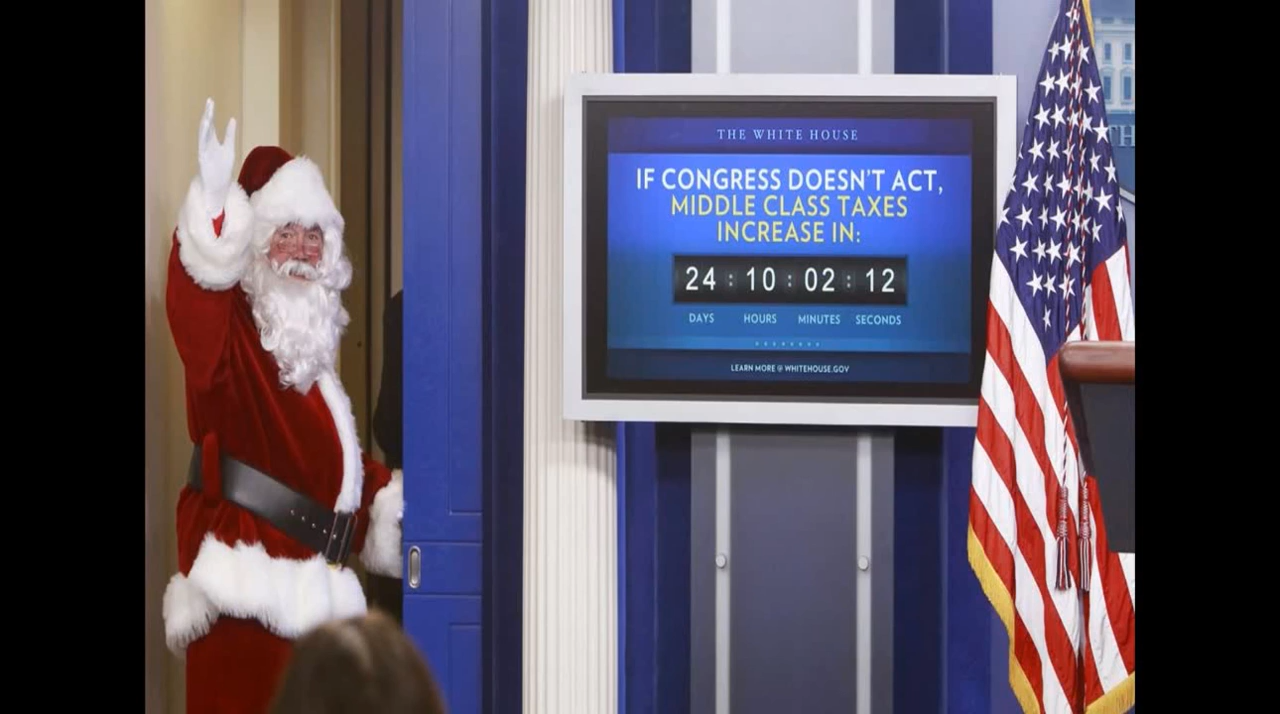 THE WHITE HOUSE
IF CONGRESS DOESN'T ACT,
MIDDLE CLASS TAXES
INCREASE IN:
24 : 10 : 02 : 12
DAYS HOURS MINUTES SECONDS
LEARN MORE @ WHITEHOUSE.GOV
TH